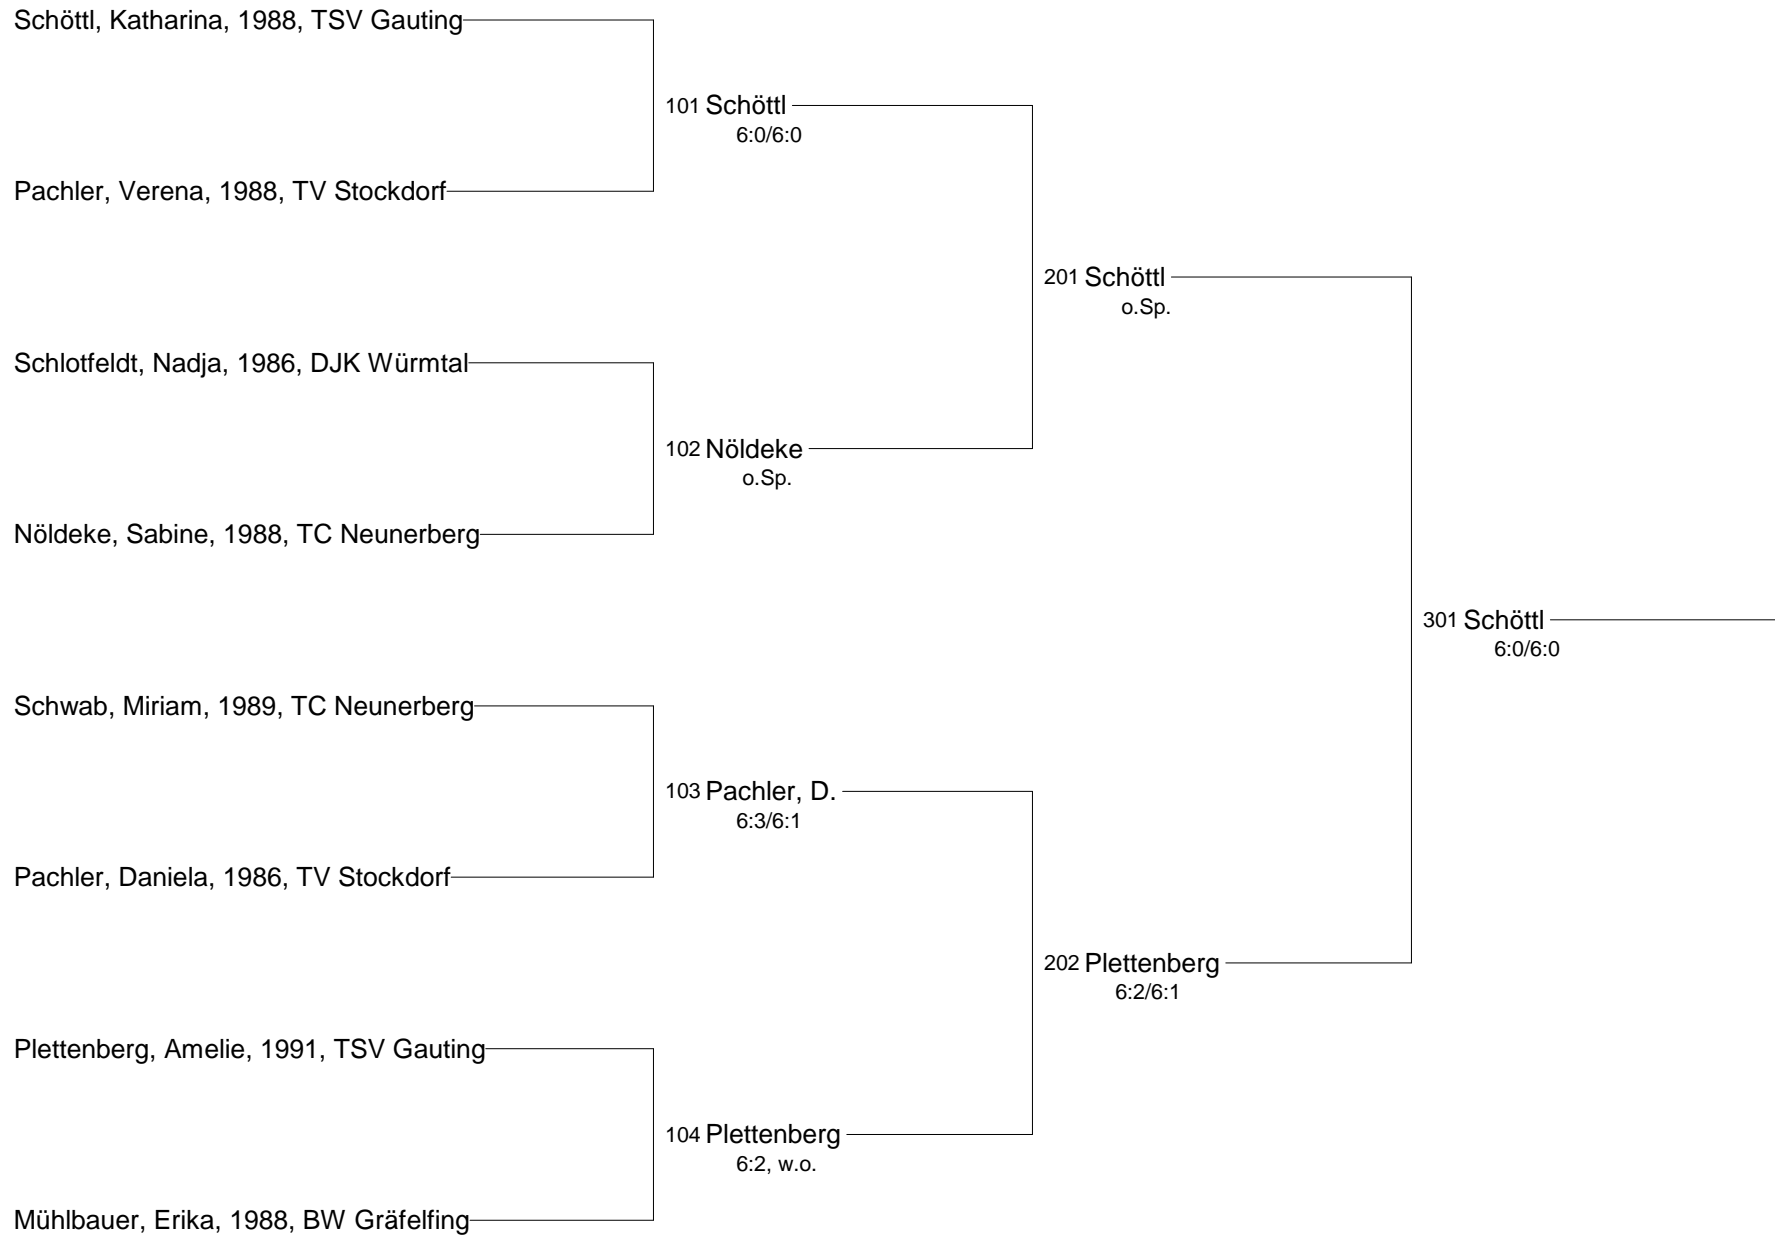 Schöttl, Katharina, 1988, TSV Gauting
101 Schöttl
6:0/6:0
Pachler, Verena, 1988, TV Stockdorf
201 Schöttl
o.Sp.
Schlotfeldt, Nadja, 1986, DJK Würmtal
102 Nöldeke
o.Sp.
Nöldeke, Sabine, 1988, TC Neunerberg
301 Schöttl
6:0/6:0
Schwab, Miriam, 1989, TC Neunerberg
103 Pachler, D.
6:3/6:1
Pachler, Daniela, 1986, TV Stockdorf
202 Plettenberg
6:2/6:1
Plettenberg, Amelie, 1991, TSV Gauting
104 Plettenberg
6:2, w.o.
Mühlbauer, Erika, 1988, BW Gräfelfing